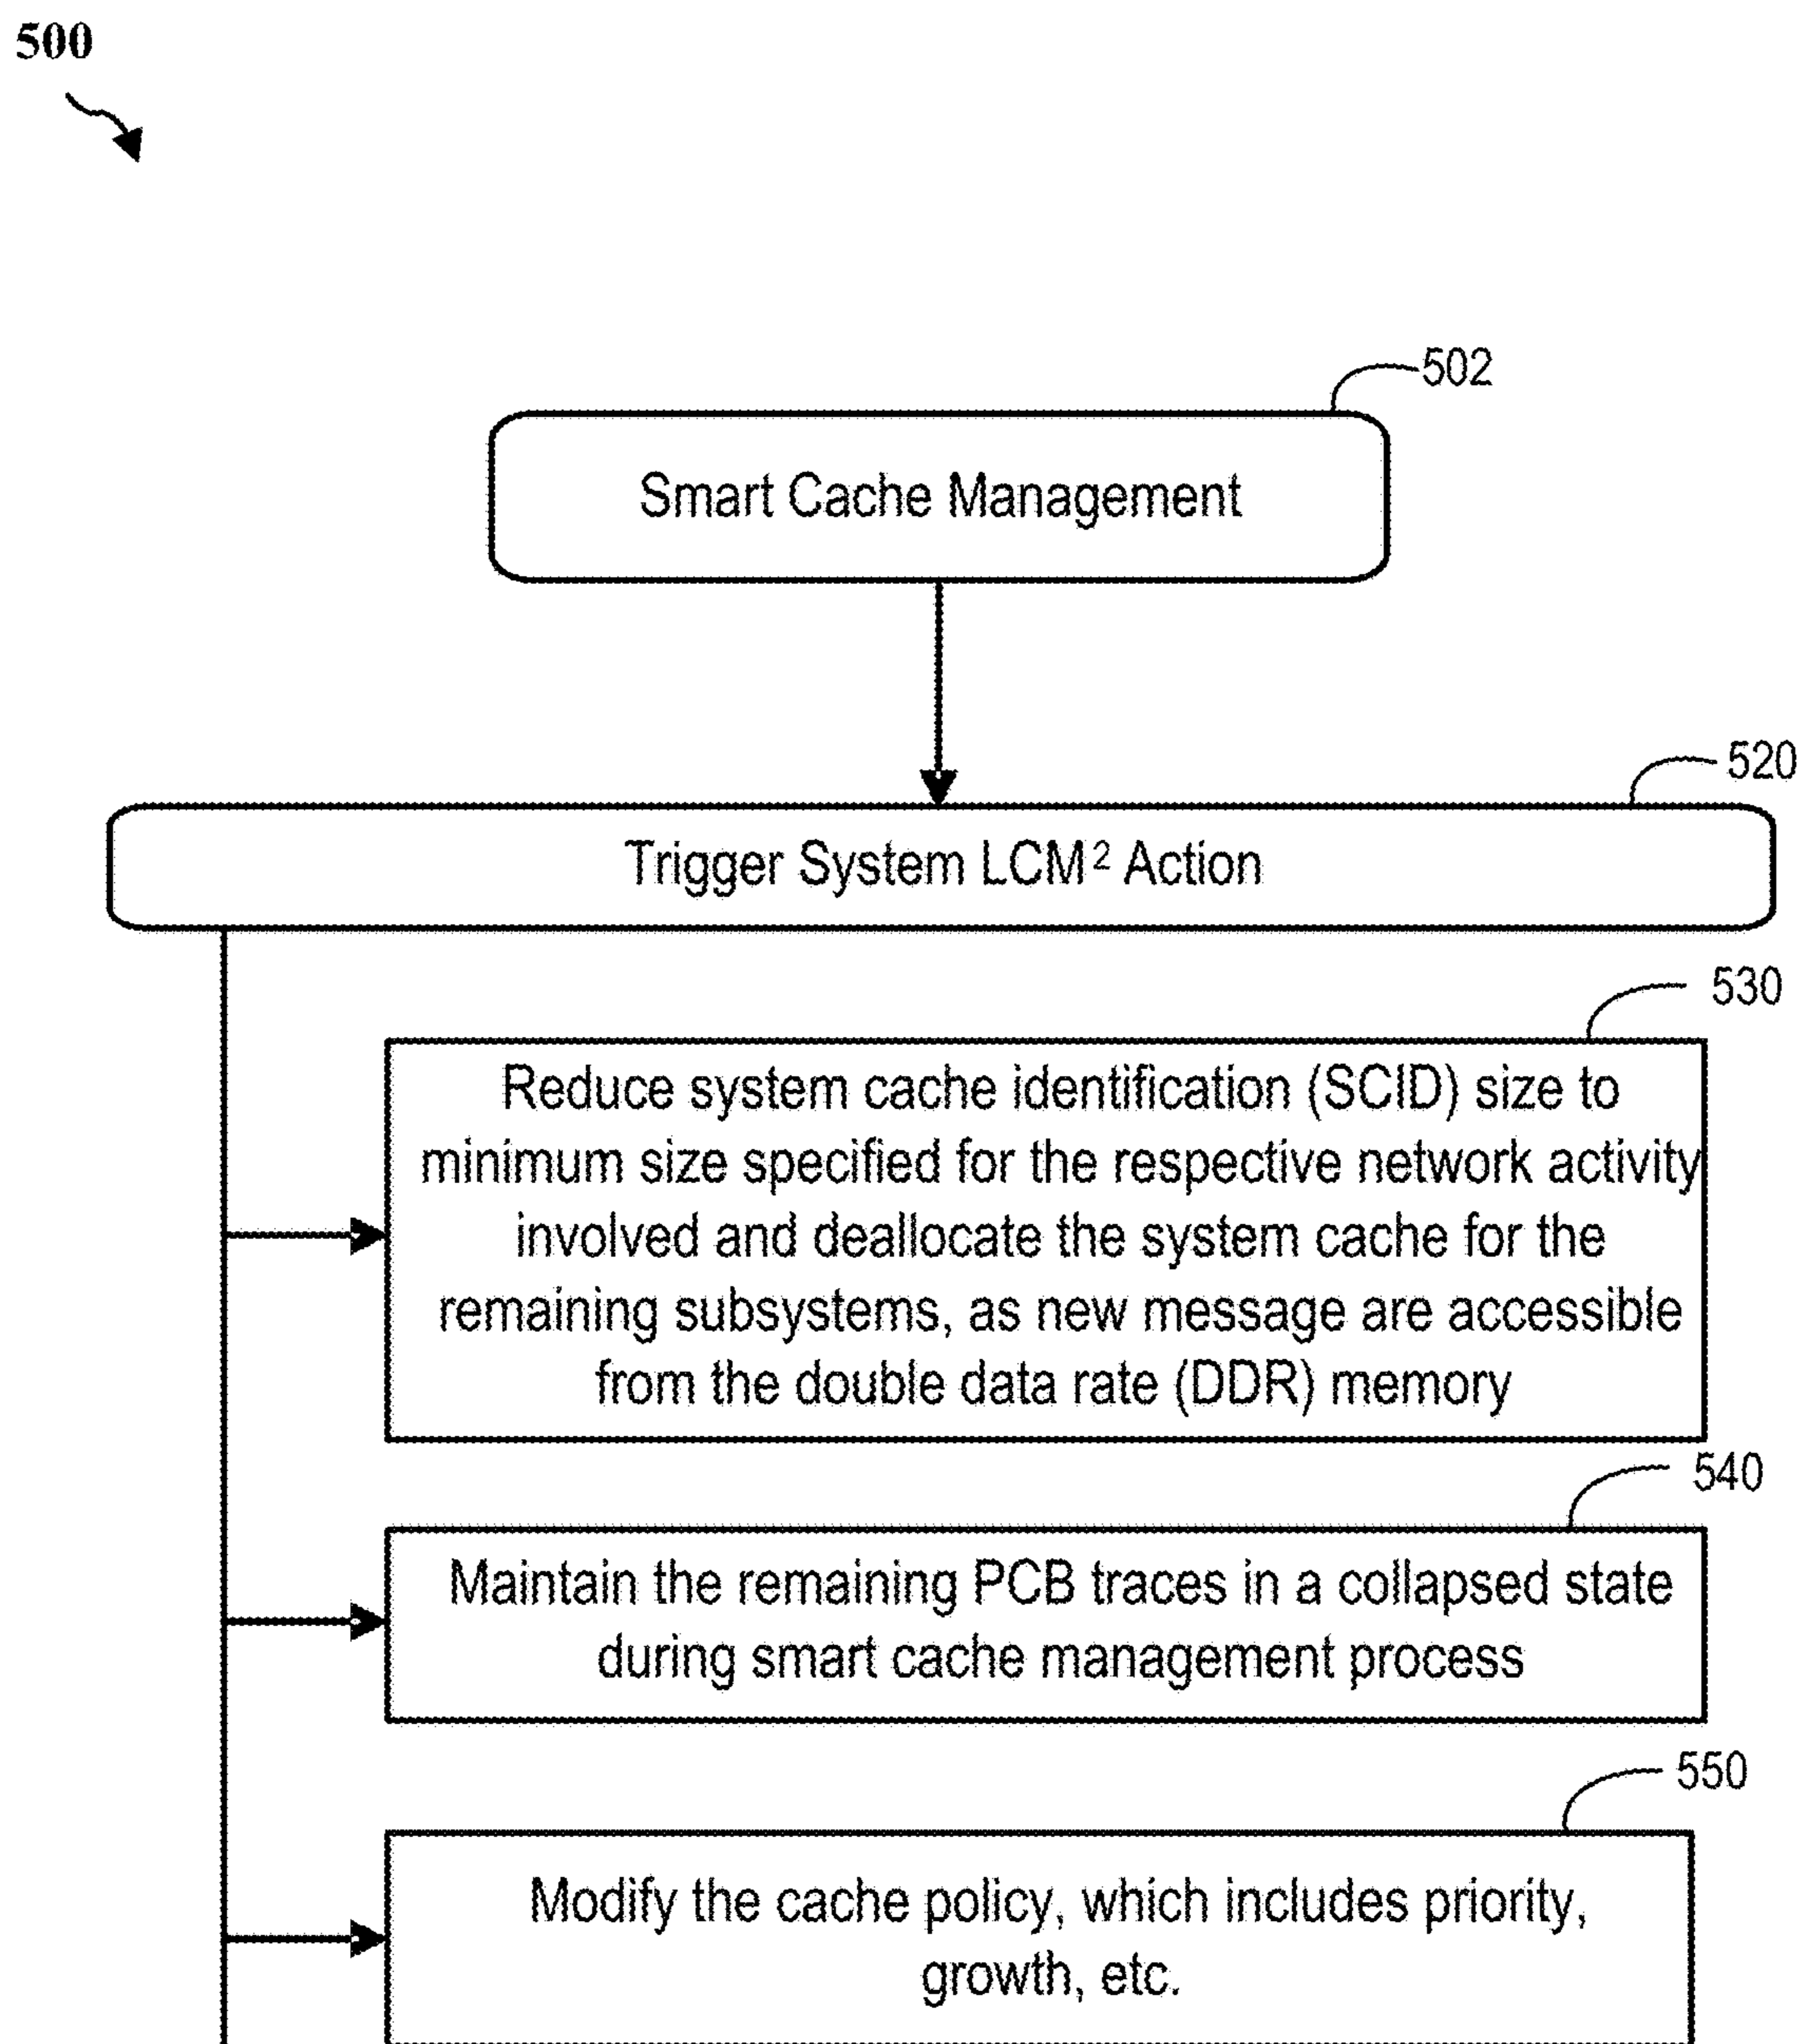 500
502
Smart Cache Management
520
Trigger System LCM² Action
530
Reduce system cache identification (SCID) size to
minimum size specified for the respective network activity
involved and deallocate the system cache for the
remaining subsystems, as new message are accessible
from the double data rate (DDR) memory
540
Maintain the remaining PCB traces in a collapsed state
during smart cache management process
550
Modify the cache policy, which includes priority,
growth, etc.